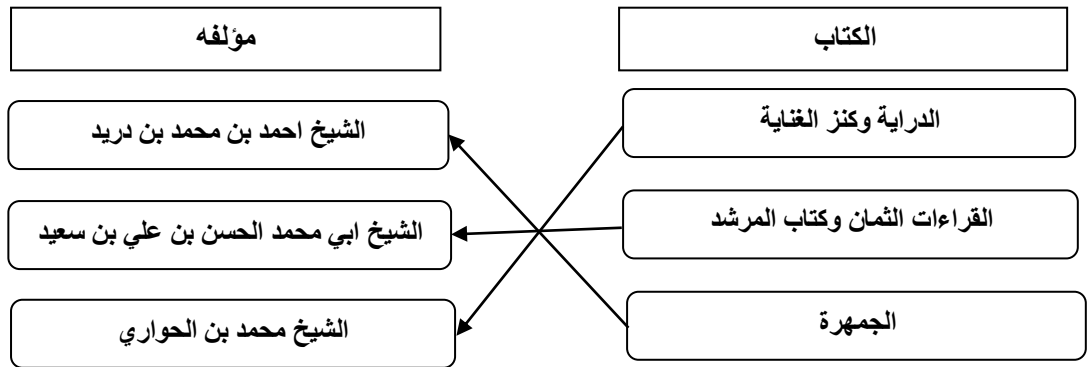 الكتاب
مؤلفه
الدراية وكنز الغناية
الشيخ احمد بن محمد بن دريد
القراءات الثمان وكتاب المرشد
الشيخ ابي محمد الحسن بن علي بن سعيد
الجمهرة
الشيخ محمد بن الحواري